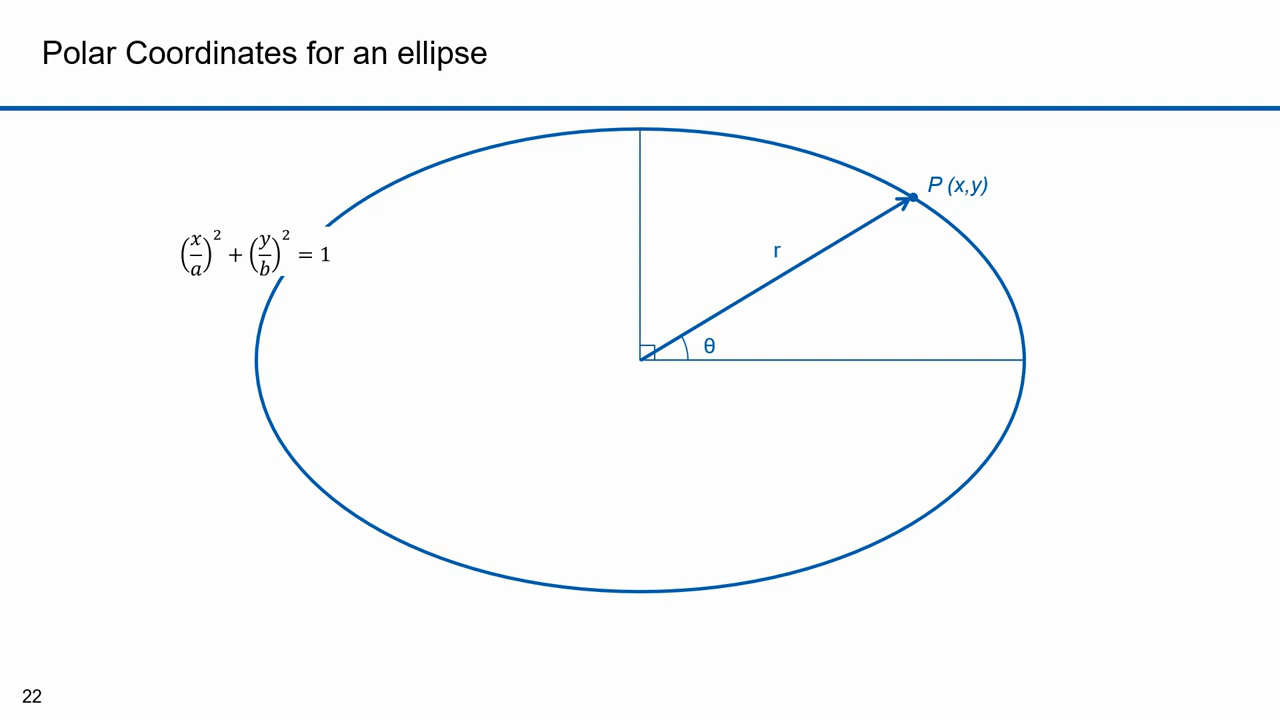 Polar Coordinates for an ellipse
P (x,y)
(x/a)² + (y/b)² = 1
r
θ
22